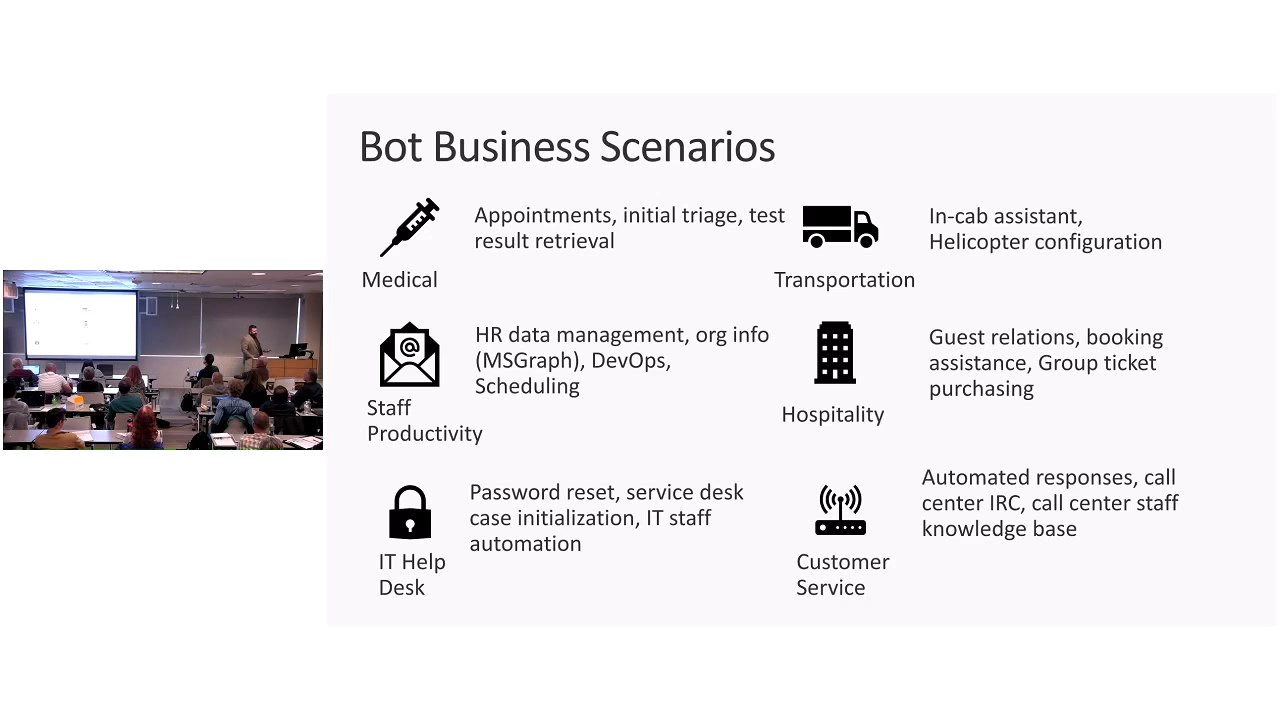 Bot Business Scenarios
Appointments, initial triage, test
result retrieval
Medical
In-cab assistant,
Helicopter configuration
Transportation
@
HR data management, org info
(MSGraph), DevOps,
Scheduling
Staff
Productivity
Guest relations, booking
assistance, Group ticket
purchasing
Hospitality
Password reset, service desk
case initialization, IT staff
automation
IT Help
Desk
Automated responses, call
center IRC, call center staff
knowledge base
Customer
Service